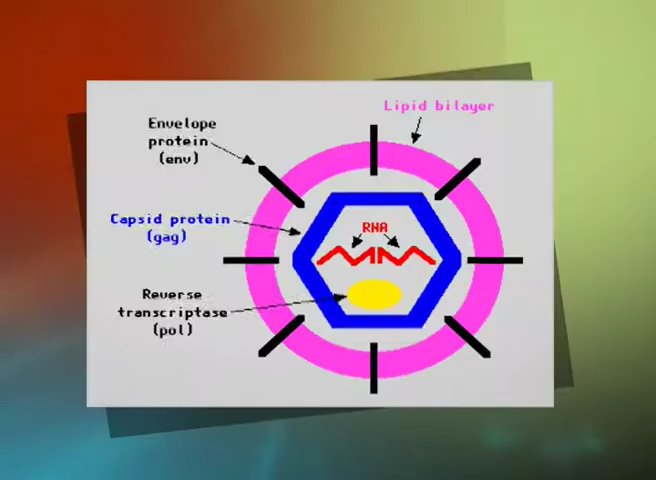 Lipid bilayer
Envelope
protein
(env)
Capsid protein
(gag)
RNA
Reverse
transcriptase
(pol)